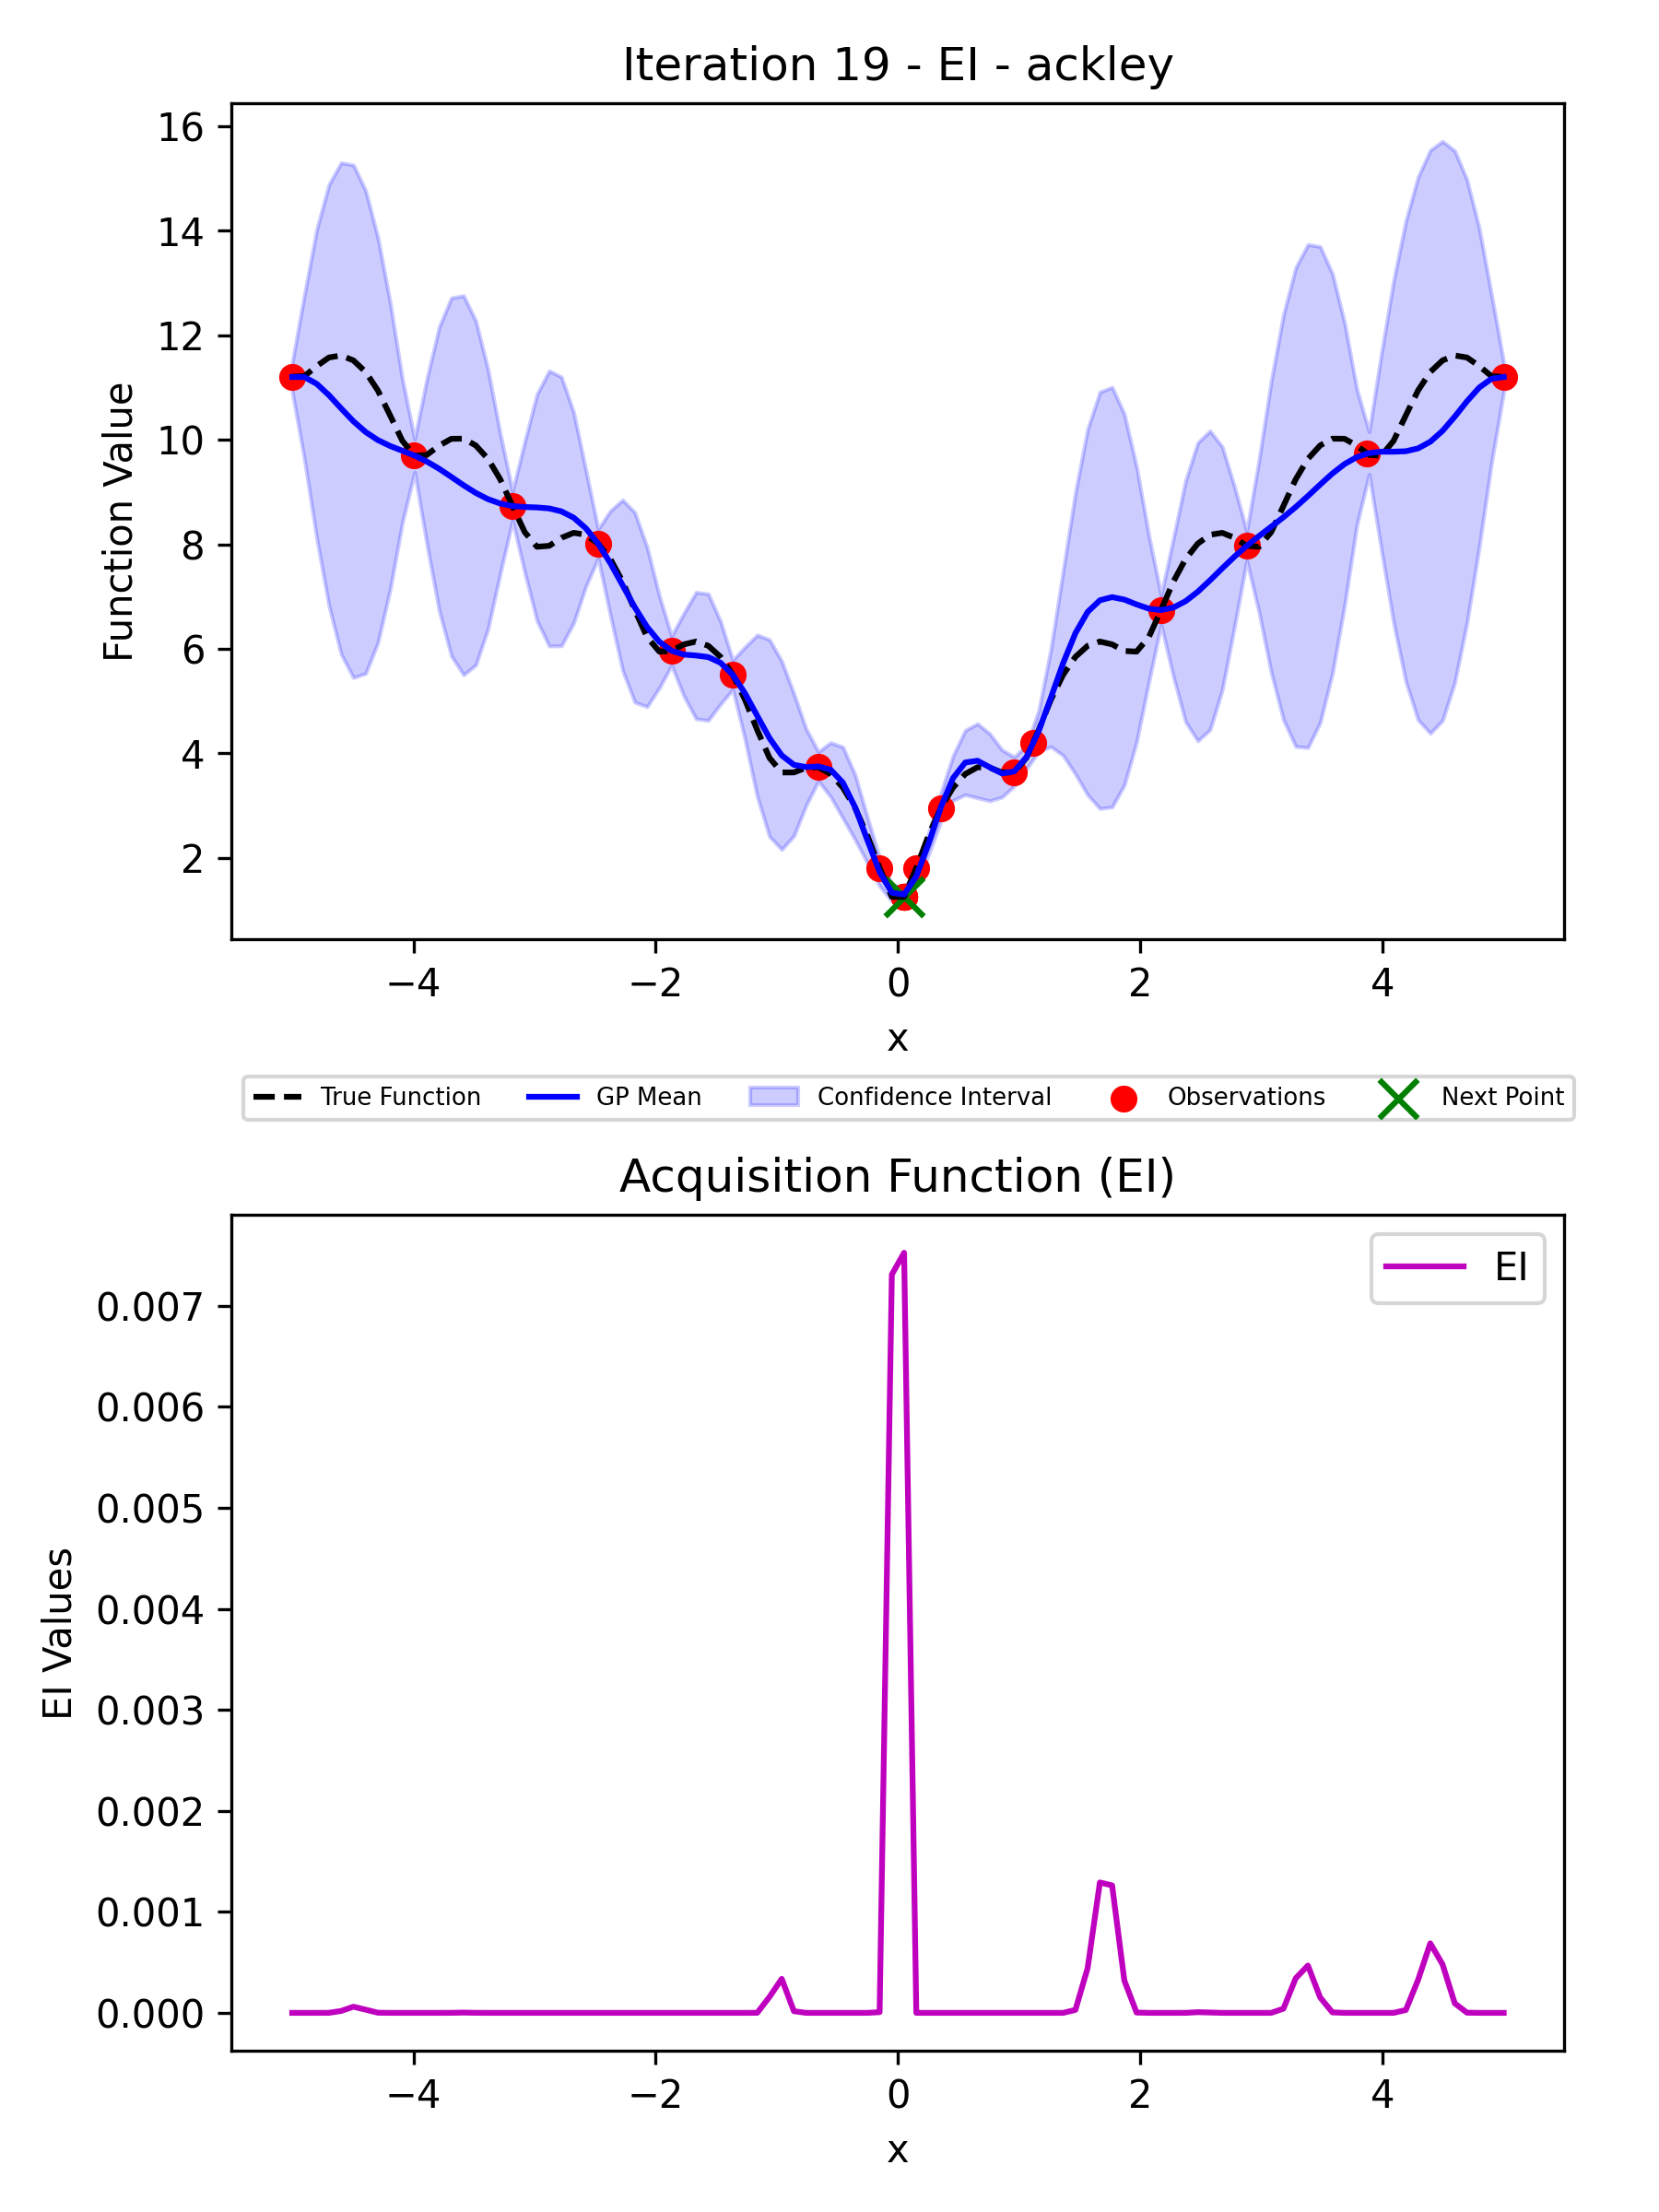 Iteration 19 - EI - ackley
Function Value
16
14
12
10
8
6
4
2
−4 −2 0 2 4
x
True Function GP Mean Confidence Interval Observations Next Point
Acquisition Function (EI)
EI
EI Values
0.007
0.006
0.005
0.004
0.003
0.002
0.001
0.000
−4 −2 0 2 4
x